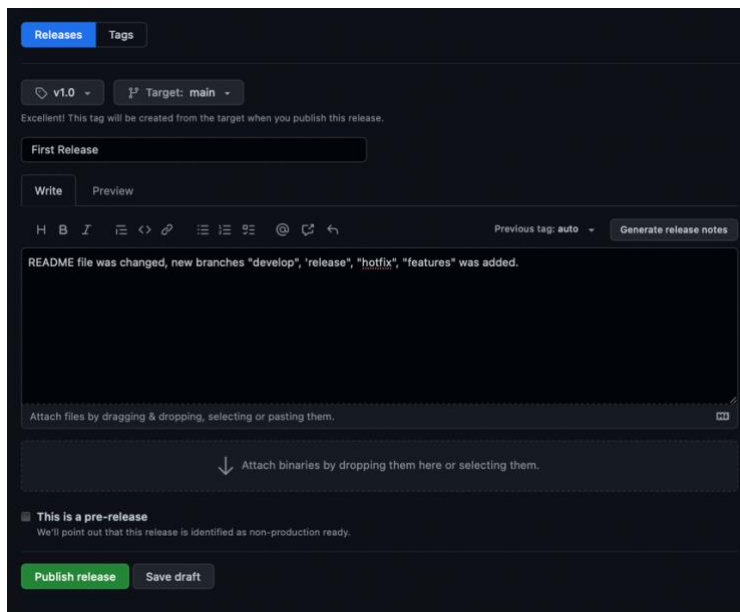 Releases Tags
v1.0 Target: main
Excellent! This tag will be created from the target when you publish this release.
First Release
Write Preview
H B I @ Previous tag: auto Generate release notes
README file was changed, new branches "develop", 'release", "hotfix", "features" was added.
Attach files by dragging & dropping, selecting or pasting them.
Attach binaries by dropping them here or selecting them.
This is a pre-release
We'll point out that this release is identified as non-production ready.
Publish release Save draft